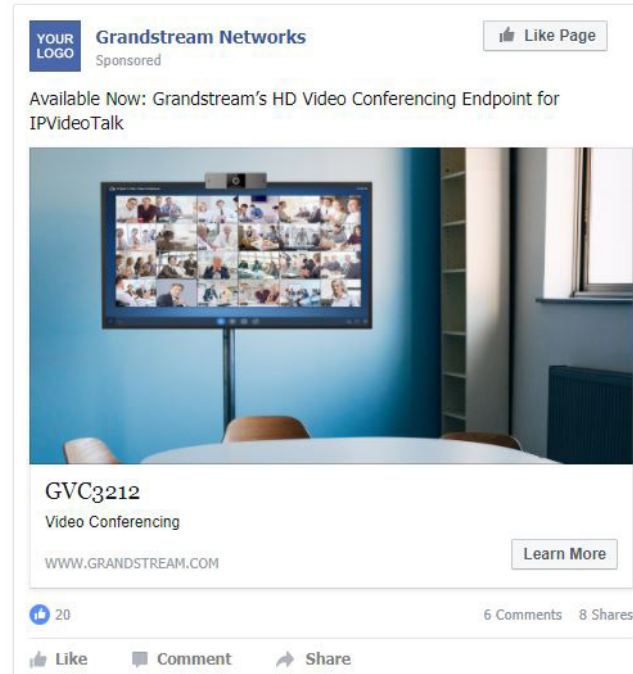 YOUR
LOGO
Grandstream Networks
Sponsored
Like Page
Available Now: Grandstream's HD Video Conferencing Endpoint for
IPVideoTalk
GVC3212
Video Conferencing
WWW.GRANDSTREAM.COM
Learn More
20
6 Comments 8 Shares
Like Comment Share